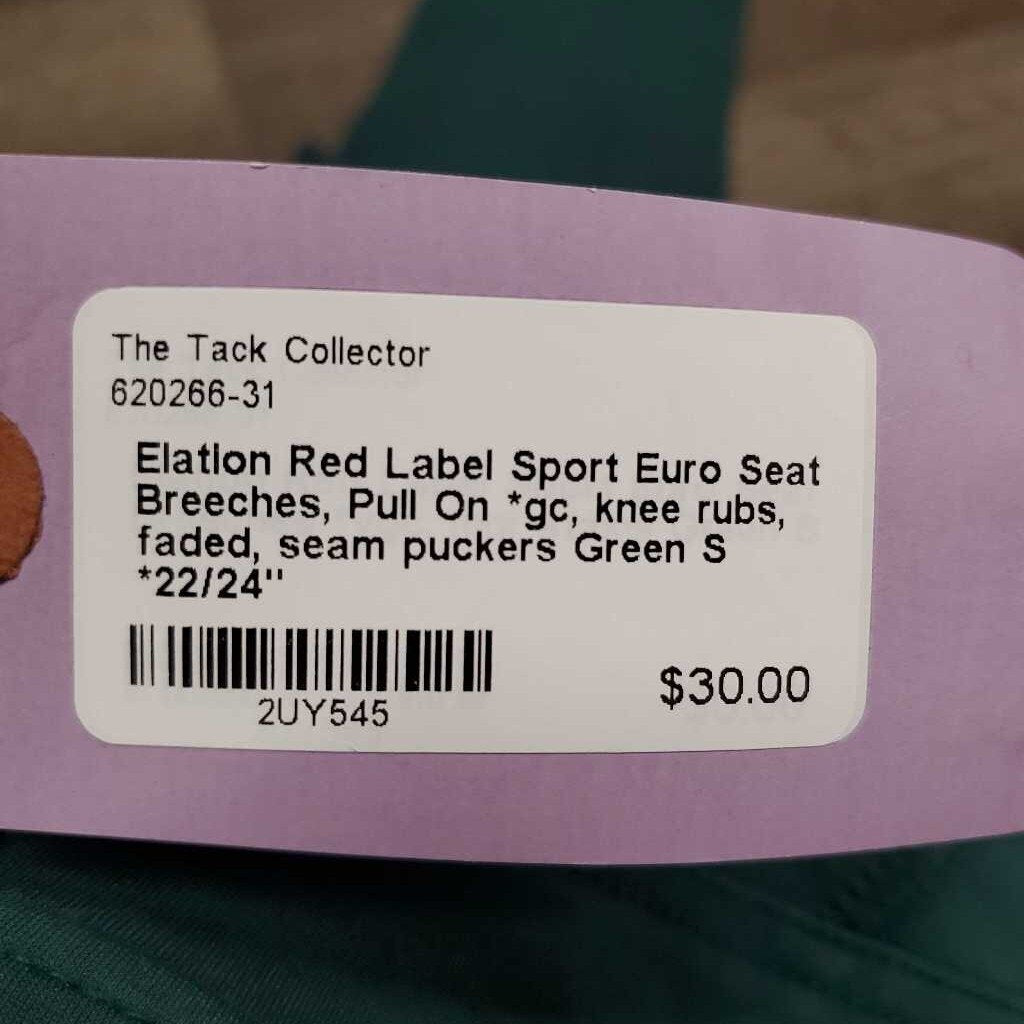 The Tack Collector
620266-31
Elation Red Label Sport Euro Seat
Breeches, Pull On *gc, knee rubs,
faded, seam puckers Green S
*22/24"
2UY545
$30.00